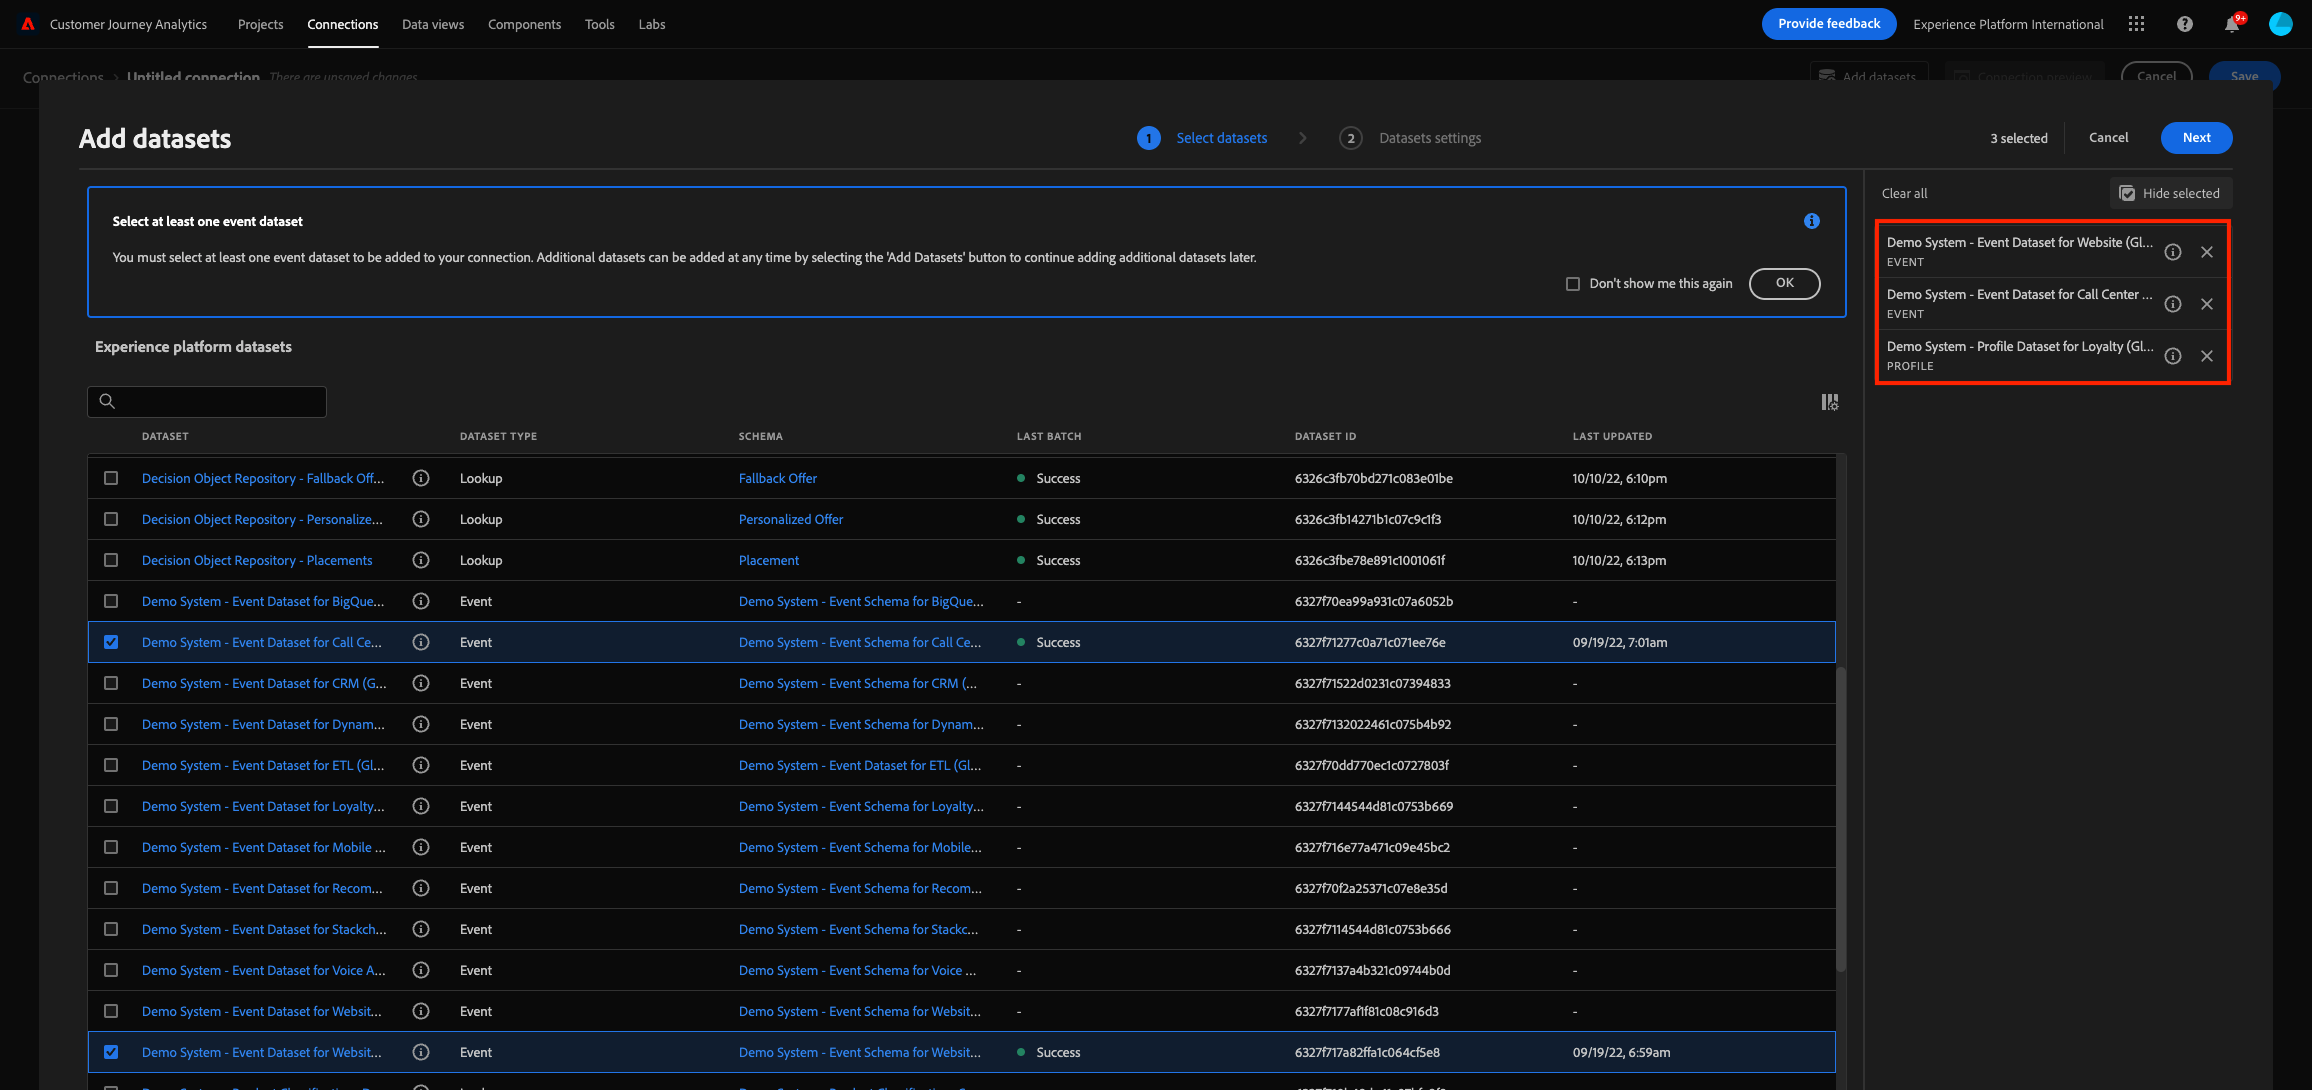 Customer Journey Analytics Projects Connections Data views Components Tools Labs Provide feedback Experience Platform International 9+
Connections > Untitled connection There are unsaved changes Add datasets Connection preview Cancel Save
Add datasets 1 Select datasets 2 Datasets settings 3 selected Cancel Next
Clear all Hide selected
Select at least one event dataset
You must select at least one event dataset to be added to your connection. Additional datasets can be added at any time by selecting the 'Add Datasets' button to continue adding additional datasets later.
Don't show me this again OK
Demo System - Event Dataset for Website (Gl...
EVENT
Demo System - Event Dataset for Call Center ...
EVENT
Demo System - Profile Dataset for Loyalty (Gl...
PROFILE
Experience platform datasets
DATASET DATASET TYPE SCHEMA LAST BATCH DATASET ID LAST UPDATED
Decision Object Repository - Fallback Off... Lookup Fallback Offer Success 6326c3fb70bd271c083e01be 10/10/22, 6:10pm
Decision Object Repository - Personalize... Lookup Personalized Offer Success 6326c3fb14271b1c07c9c1f3 10/10/22, 6:12pm
Decision Object Repository - Placements Lookup Placement Success 6326c3fbe78e891c1001061f 10/10/22, 6:13pm
Demo System - Event Dataset for BigQue... Event Demo System - Event Schema for BigQue... - 6327f70ea99a931c07a6052b -
Demo System - Event Dataset for Call Ce... Event Demo System - Event Schema for Call Ce... Success 6327f71277c0a71c071ee76e 09/19/22, 7:01am
Demo System - Event Dataset for CRM (G... Event Demo System - Event Schema for CRM (... - 6327f71522d0231c07394833 -
Demo System - Event Dataset for Dynam... Event Demo System - Event Schema for Dynam... - 6327f7132022461c075b4b92 -
Demo System - Event Dataset for ETL (Gl... Event Demo System - Event Dataset for ETL (Gl... - 6327f70dd770ec1c0727803f -
Demo System - Event Dataset for Loyalty... Event Demo System - Event Schema for Loyalty... - 6327f7144544d81c0753b669 -
Demo System - Event Dataset for Mobile ... Event Demo System - Event Schema for Mobile... - 6327f716e77a471c09e45bc2 -
Demo System - Event Dataset for Recom... Event Demo System - Event Schema for Recom... - 6327f70f2a25371c07e8e35d -
Demo System - Event Dataset for Stackch... Event Demo System - Event Schema for Stackc... - 6327f7114544d81c0753b666 -
Demo System - Event Dataset for Voice A... Event Demo System - Event Schema for Voice ... - 6327f7137a4b321c09744b0d -
Demo System - Event Dataset for Websit... Event Demo System - Event Schema for Websit... - 6327f7177af1f81c08c916d3 -
Demo System - Event Dataset for Websit... Event Demo System - Event Schema for Websit... Success 6327f717a82ffa1c064cf5e8 09/19/22, 6:59am